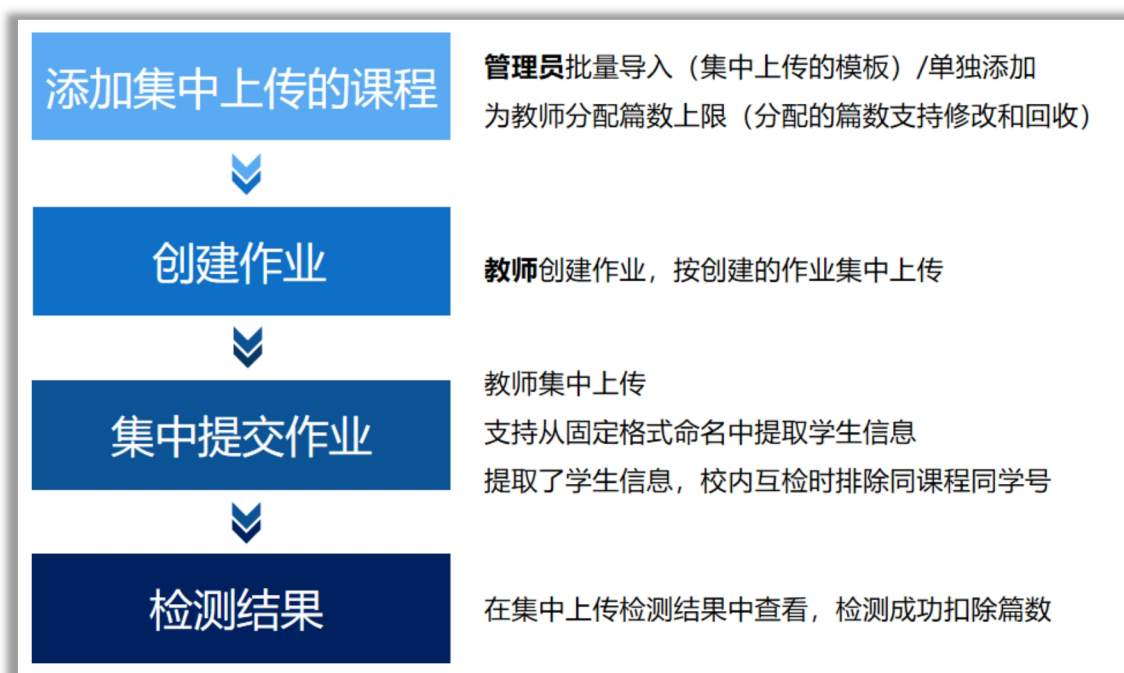 添加集中上传的课程
管理员批量导入（集中上传的模板）/单独添加
为教师分配篇数上限（分配的篇数支持修改和回收）
创建作业
教师创建作业，按创建的作业集中上传
集中提交作业
教师集中上传
支持从固定格式命名中提取学生信息
提取了学生信息，校内互检时排除同课程同学号
检测结果
在集中上传检测结果中查看，检测成功扣除篇数